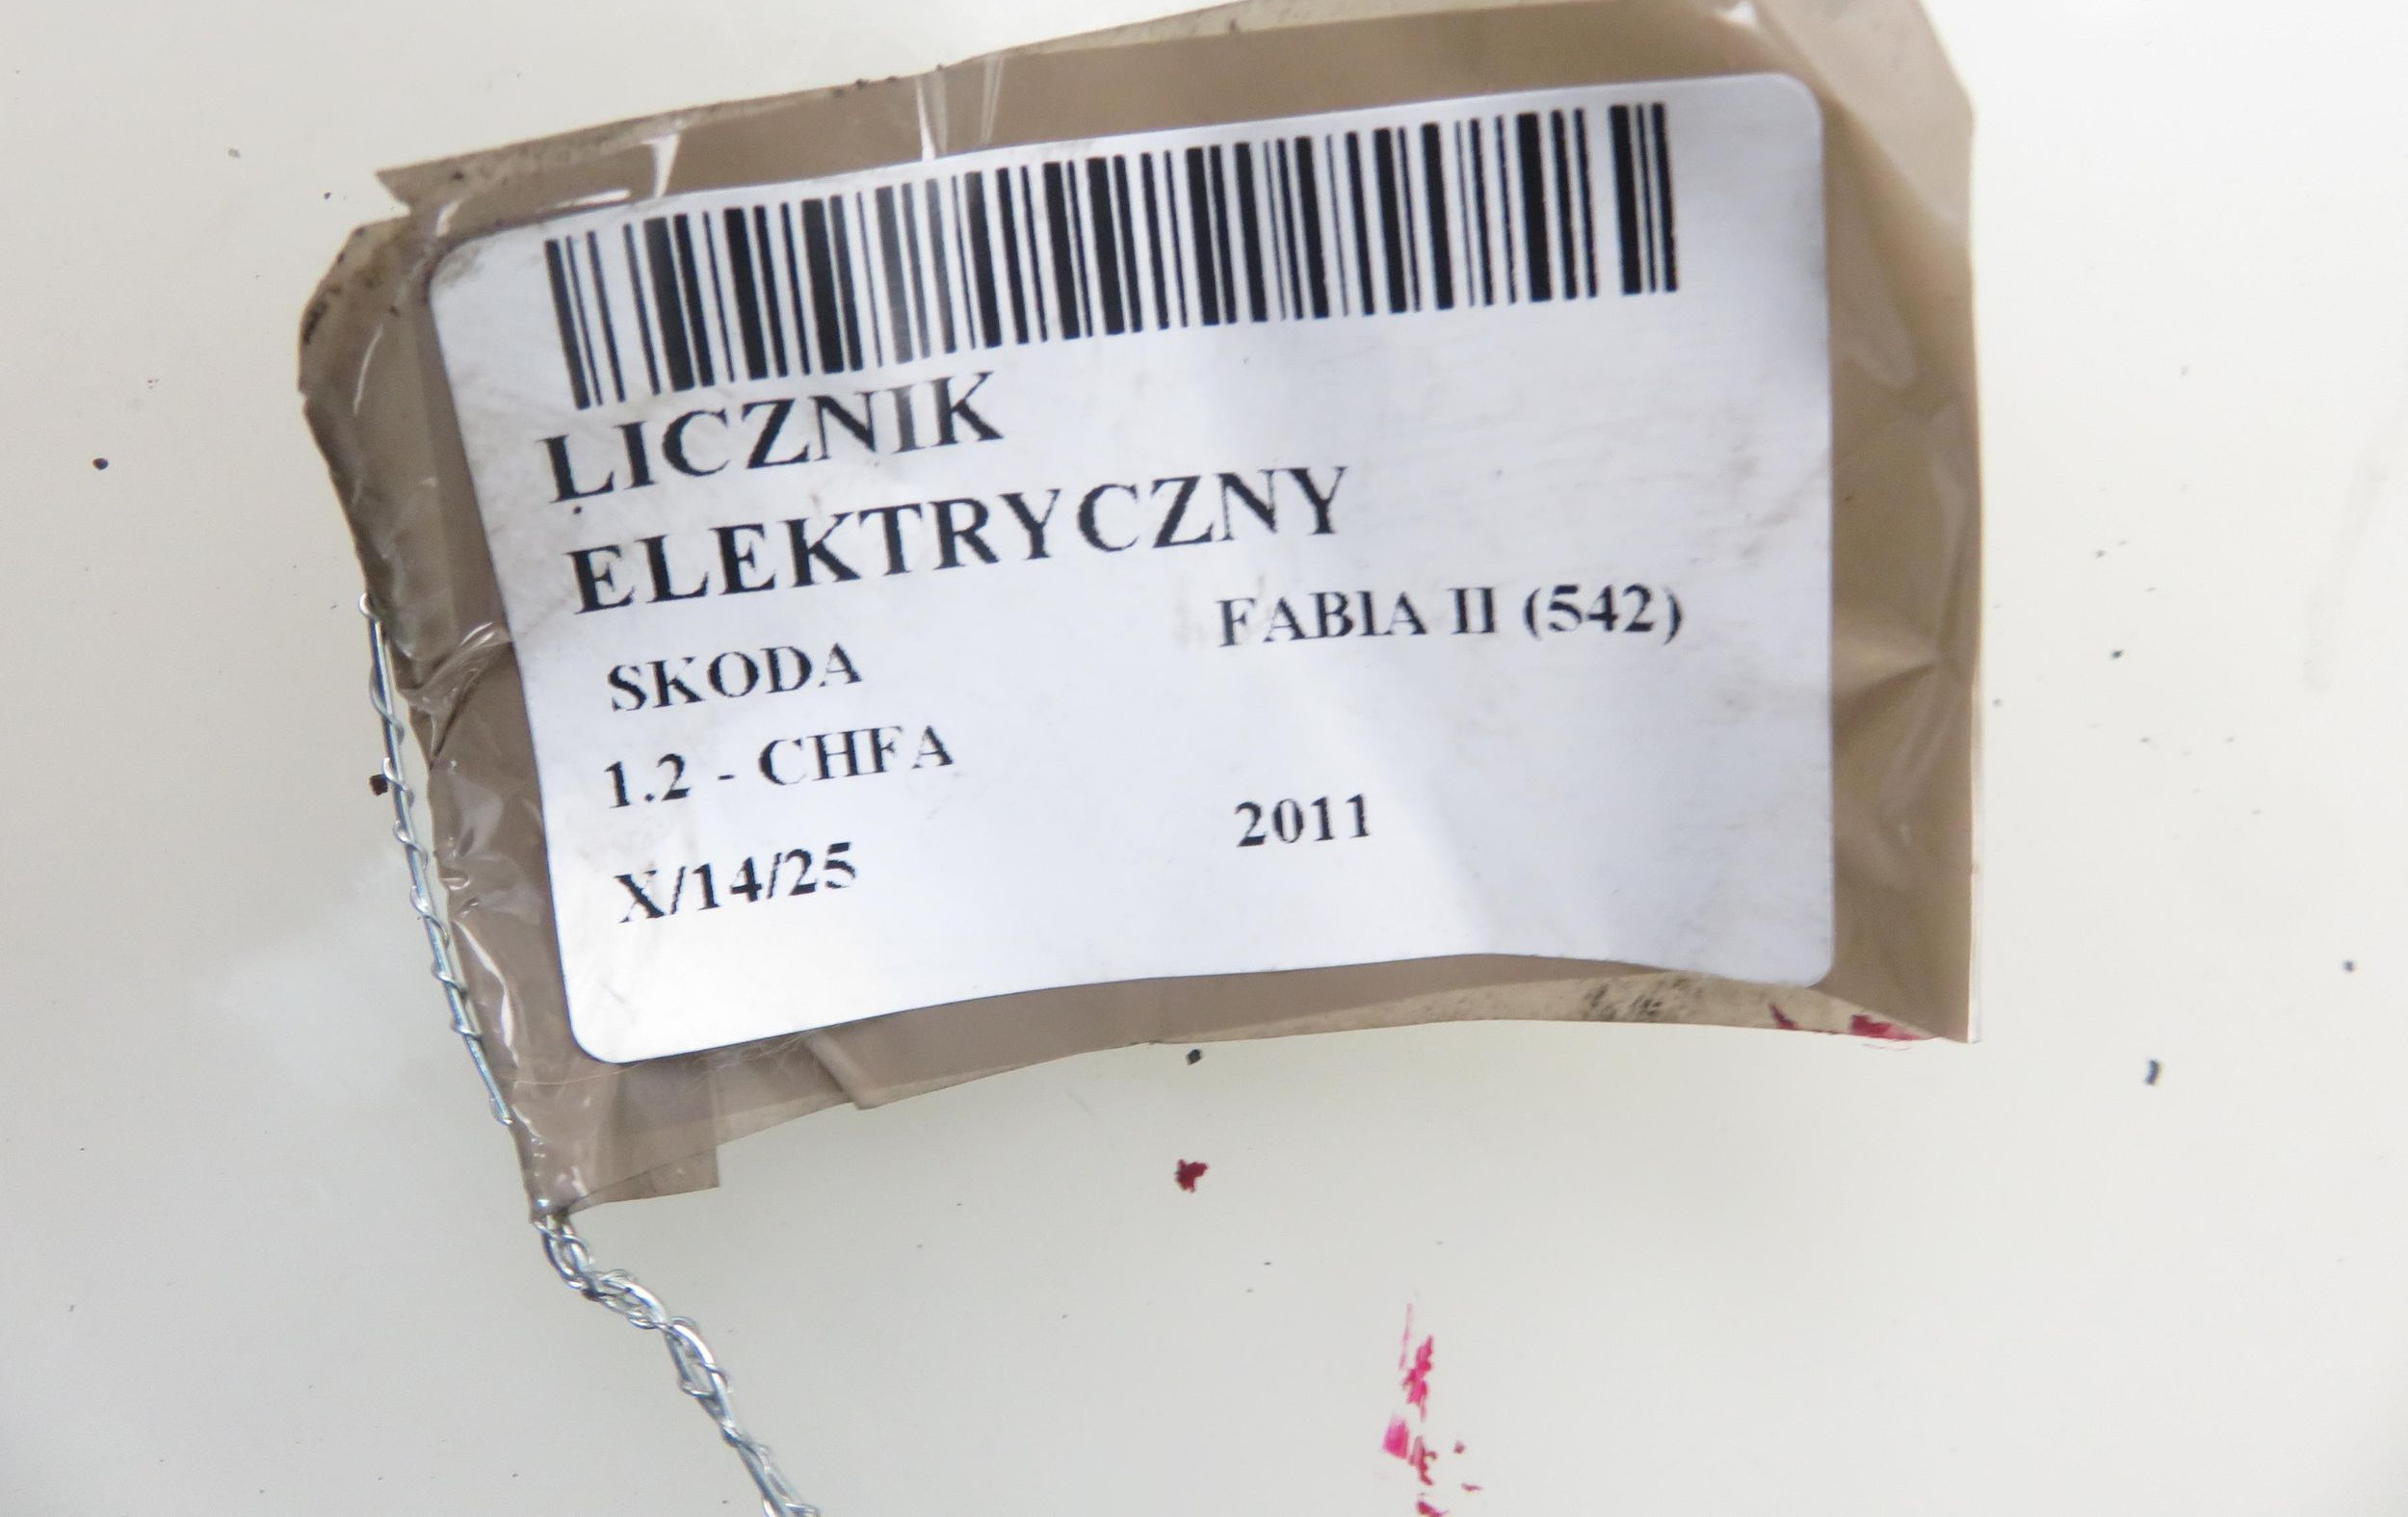 LICZNIK
ELEKTRYCZNY
SKODA FABIA II (542)
1.2 - CHFA
X/14/25 2011